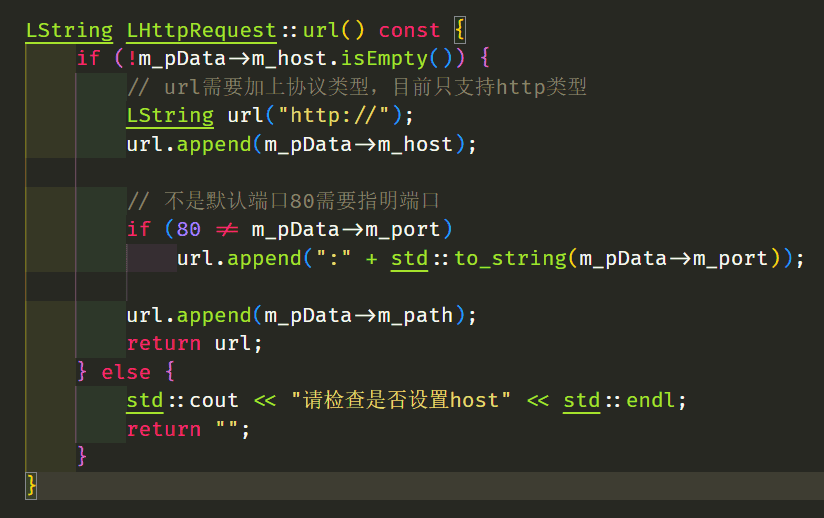 LString LHttpRequest::url() const {
if (!m_pData->m_host.isEmpty()) {
// url需要加上协议类型，目前只支持http类型
LString url("http://");
url.append(m_pData->m_host);
// 不是默认端口80需要指明端口
if (80 != m_pData->m_port)
url.append(":" + std::to_string(m_pData->m_port));
url.append(m_pData->m_path);
return url;
} else {
std::cout << "请检查是否设置host" << std::endl;
return "";
}
}